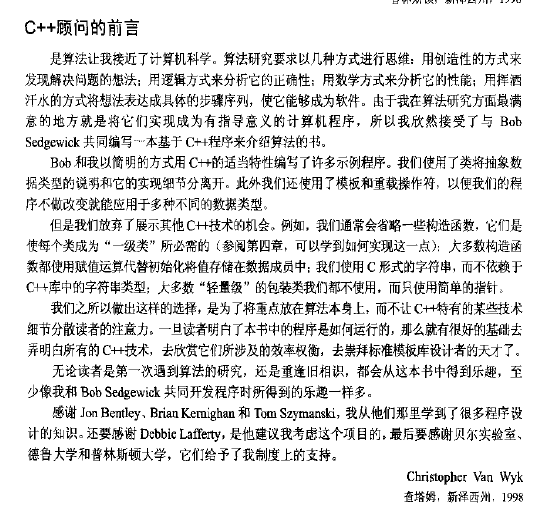 C++顾问的前言
是算法让我接近了计算机科学。算法研究要求以几种方式进行思维：用创造性的方式来
发现解决问题的想法；用逻辑方式来分析它的正确性；用数学方式来分析它的性能；用挥洒
汗水的方式将想法表达成具体的步骤序列，使它能够成为软件。由于我在算法研究方面最满
意的地方就是将它们实现成为有指导意义的计算机程序，所以我欣然接受了与 Bob
Sedgewick 共同编写一本基于 C++程序来介绍算法的书。
Bob 和我以简明的方式用 C++的适当特性编写了许多示例程序。我们使用了类将抽象数
据类型的说明和它的实现细节分离开。此外我们还使用了模板和重载操作符，以便我们的程
序不做改变就能应用于多种不同的数据类型。
但是我们放弃了展示其他 C++技术的机会。例如，我们通常会省略一些构造函数，它们是
使每个类成为“一级类”所必需的（参阅第四章，可以学到如何实现这一点）；大多数构造函
数都使用赋值运算代替初始化将值存储在数据成员中；我们使用 C 形式的字符串，而不依赖于
C++库中的字符串类型；大多数“轻量级”的包装类我们都不使用，而只使用简单的指针。
我们之所以做出这样的选择，是为了将重点放在算法本身上，而不让 C++特有的某些技术
细节分散读者的注意力。一旦读者明白了本书中的程序是如何运行的，那么就有很好的基础去
弄明白所有的 C++技术，去欣赏它们所涉及的效率权衡，去崇拜标准模板库设计者的天才了。
无论读者是第一次遇到算法的研究，还是重逢旧相识，都会从这本书中得到乐趣，至
少像我和 Bob Sedgewick 共同开发程序时所得到的乐趣一样多。
感谢 Jon Bentley、Brian Kernighan 和 Tom Szymanski，我从他们那里学到了很多程序设
计的知识。还要感谢 Debbie Lafferty，是他建议我考虑这个项目的。最后要感谢贝尔实验室、
德鲁大学和普林斯顿大学，它们给予了我制度上的支持。
Christopher Van Wyk
查塔姆，新泽西州，1998